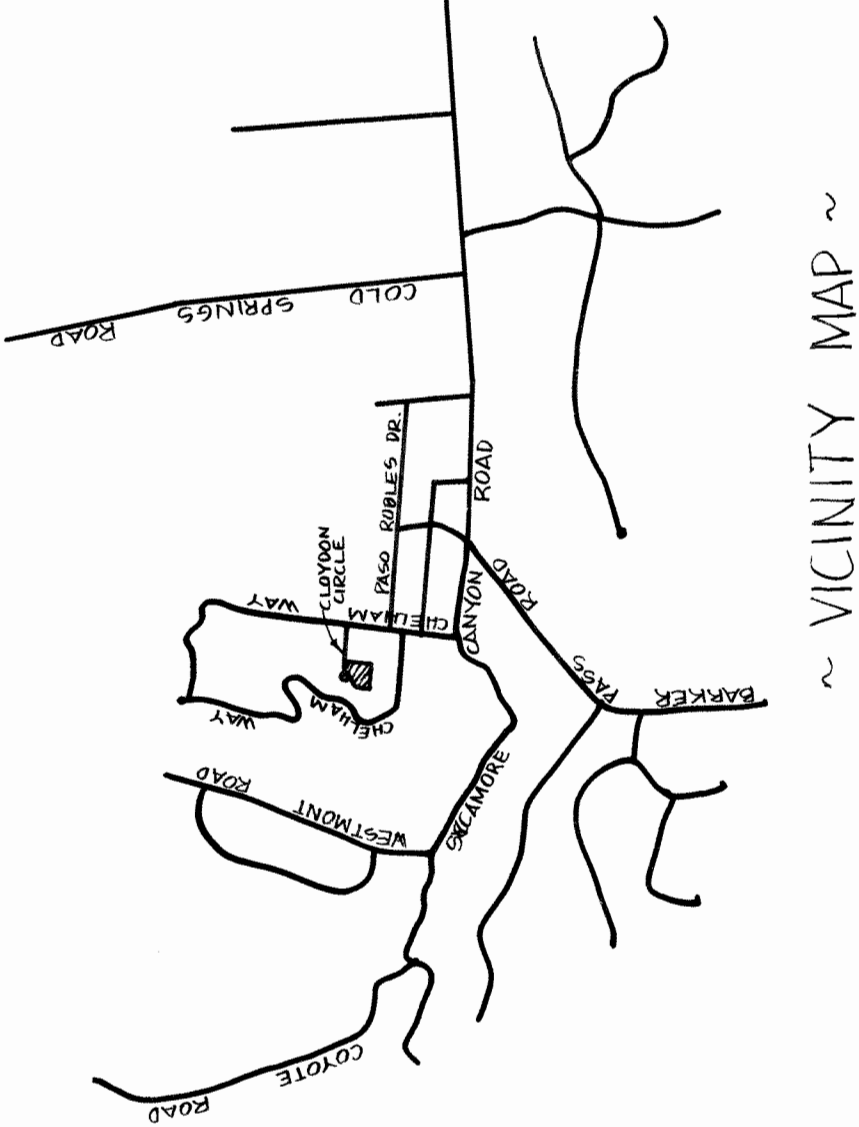 COLD SPRINGS ROAD
PASO ROBLES DR.
ROAD
CLOYDON
CIRCLE
CHELHAM WAY
CANYON
CHELHAM WAY
BARKER PASS ROAD
SYCAMORE
WESTMONT ROAD
COYOTE ROAD
~ VICINITY MAP ~